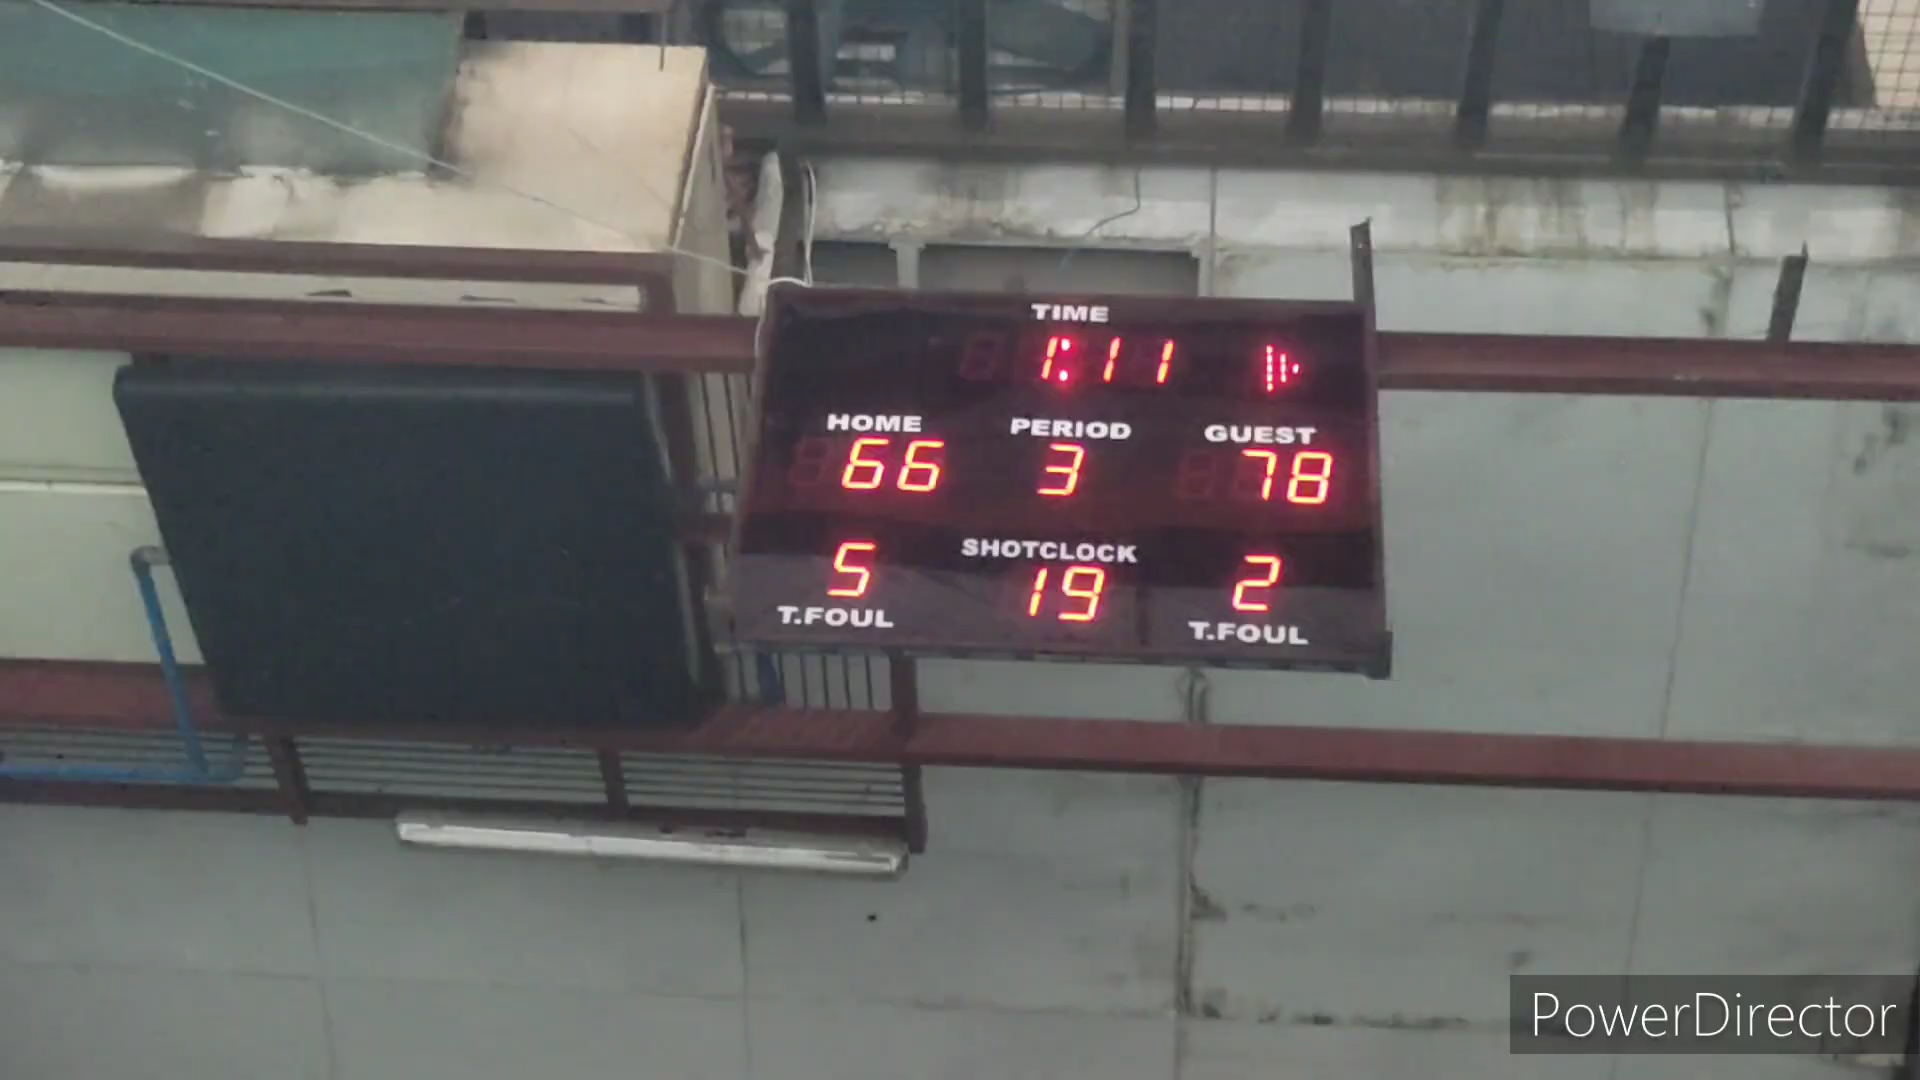 TIME
1:11
HOME PERIOD GUEST
66 3 78
SHOTCLOCK
5 19 2
T.FOUL T.FOUL
PowerDirector